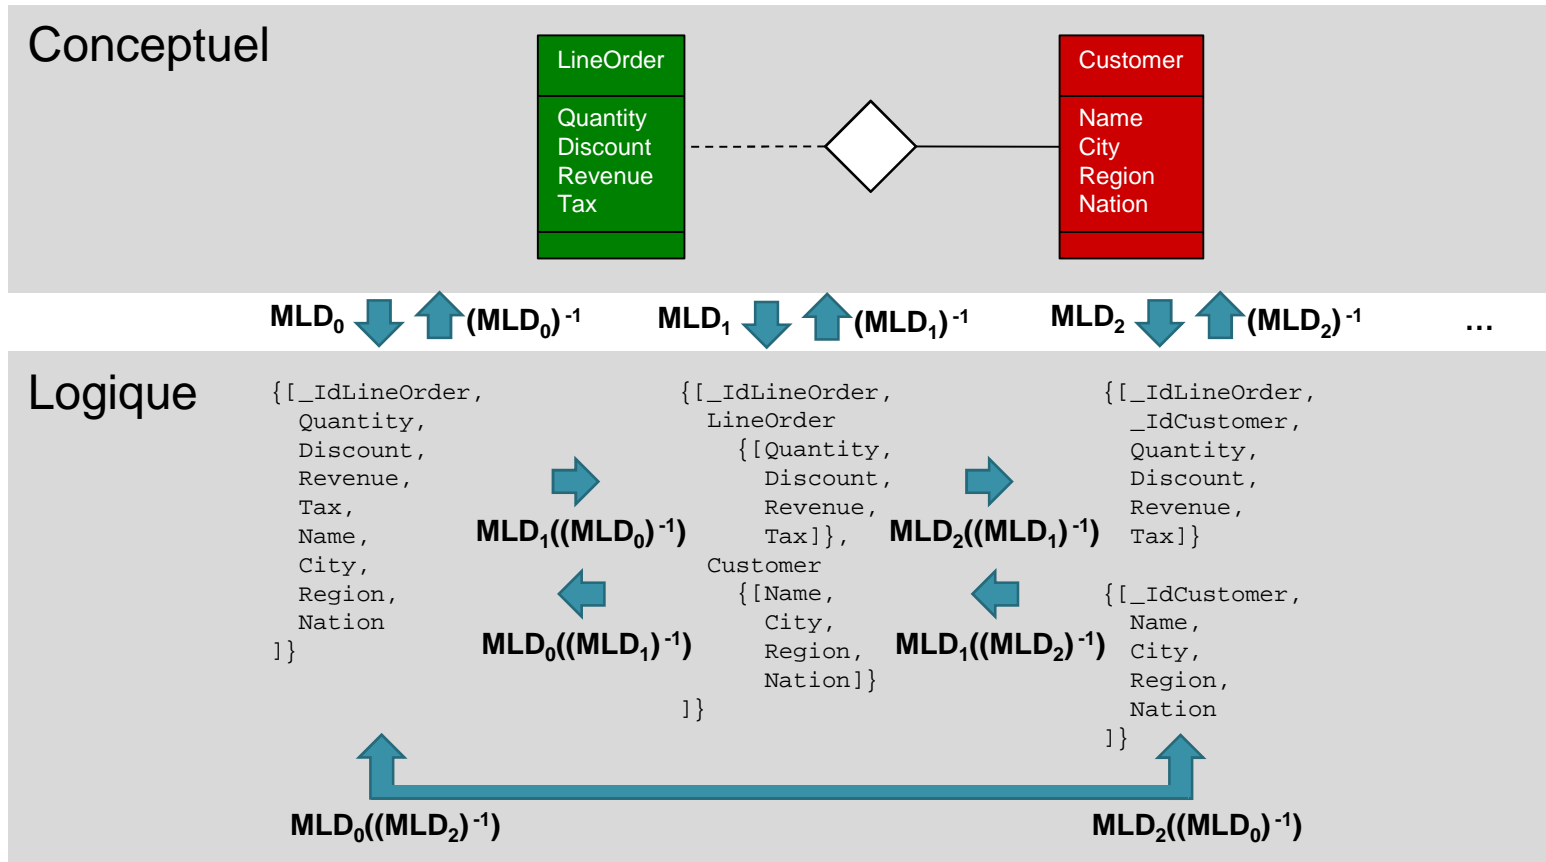 Conceptuel
LineOrder
Quantity
Discount
Revenue
Tax
Customer
Name
City
Region
Nation
MLD₀
(MLD₀)⁻¹
MLD₁
(MLD₁)⁻¹
MLD₂
(MLD₂)⁻¹
...
Logique
{[_IdLineOrder,
Quantity,
Discount,
Revenue,
Tax,
Name,
City,
Region,
Nation
]}
MLD₁((MLD₀)⁻¹)
MLD₀((MLD₁)⁻¹)
{[_IdLineOrder,
LineOrder
{[Quantity,
Discount,
Revenue,
Tax]},
Customer
{[Name,
City,
Region,
Nation]}
]}
MLD₂((MLD₁)⁻¹)
MLD₁((MLD₂)⁻¹)
{[_IdLineOrder,
_IdCustomer,
Quantity,
Discount,
Revenue,
Tax]}
{[_IdCustomer,
Name,
City,
Region,
Nation
]}
MLD₀((MLD₂)⁻¹)
MLD₂((MLD₀)⁻¹)